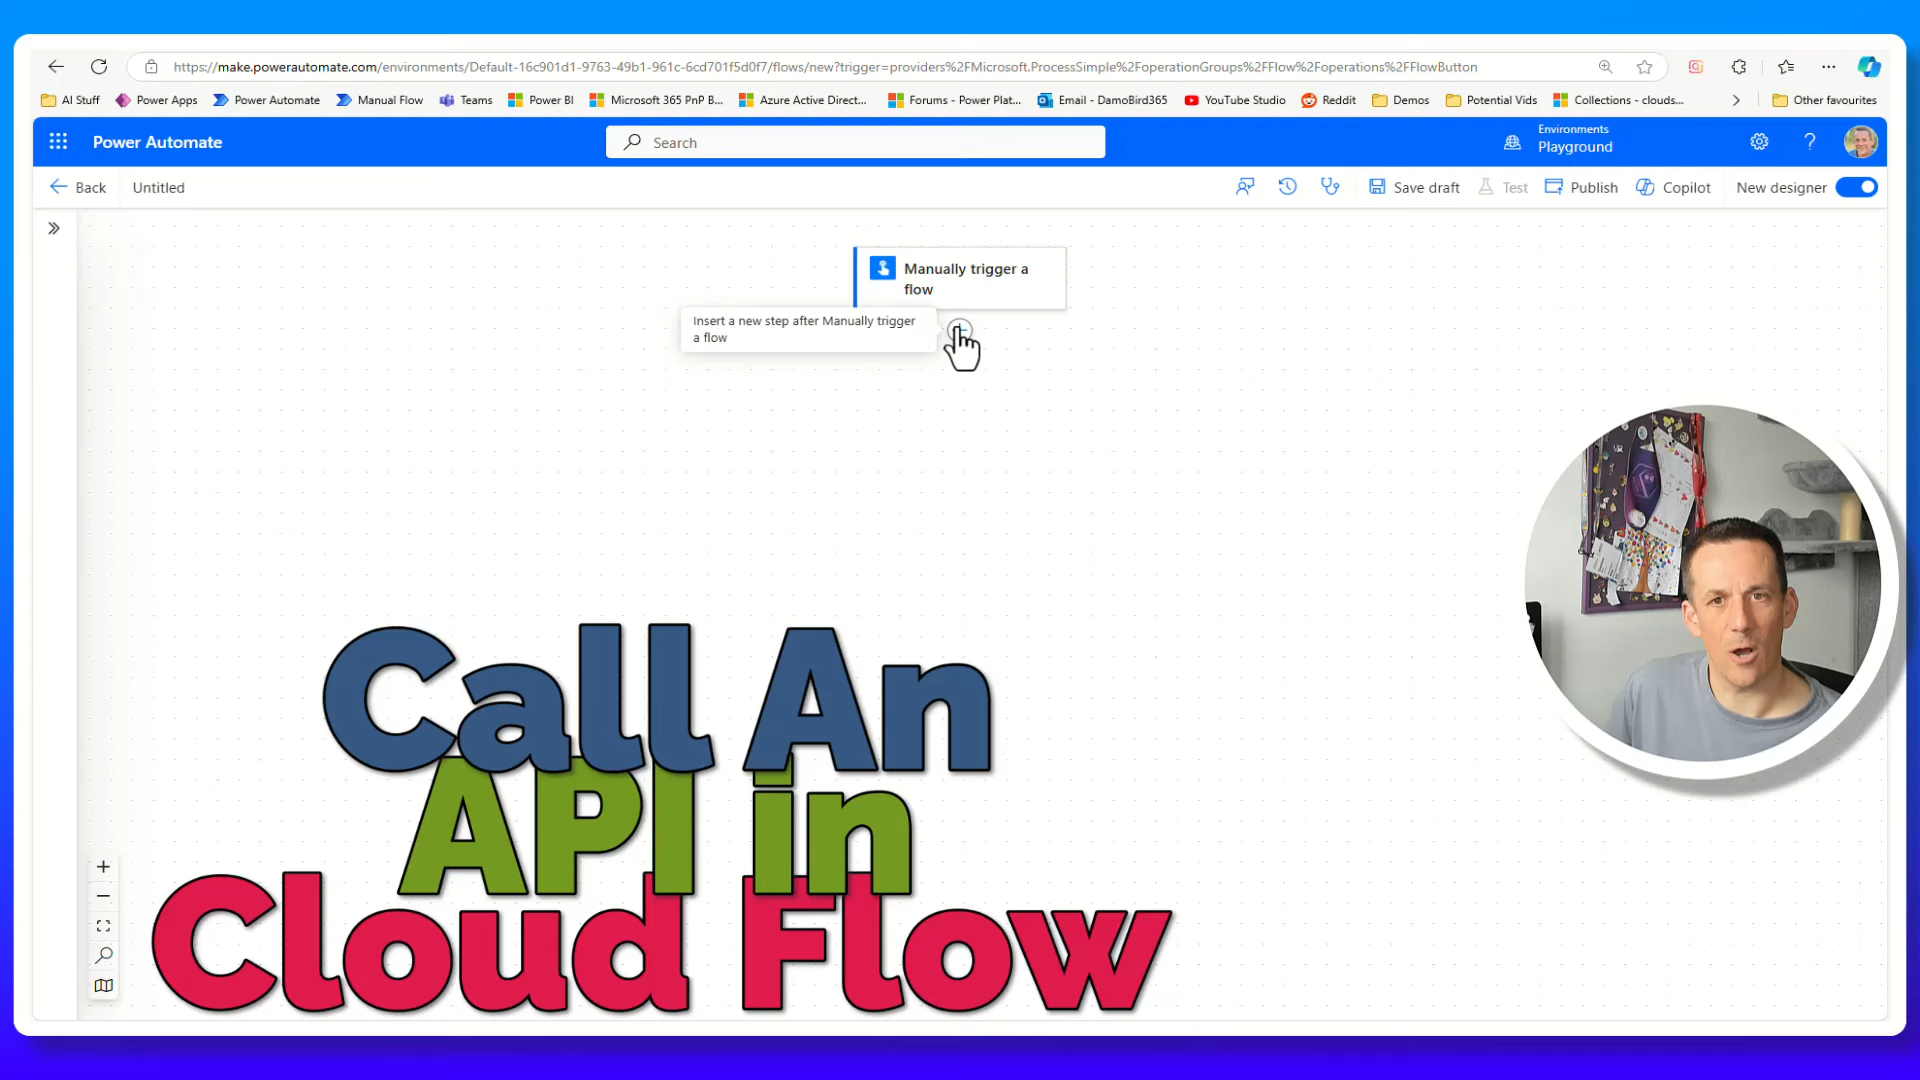 https://make.powerautomate.com/environments/Default-16c901d1-9763-49b1-961c-6cd701f5d0f7/flows/new?trigger=providers%2FMicrosoft.ProcessSimple%2FoperationGroups%2FFlow%2Foperations%2FFlowButton
AI Stuff Power Apps Power Automate Manual Flow Teams Power BI Microsoft 365 PnP B... Azure Active Direct... Forums - Power Plat... Email - DamoBird365 YouTube Studio Reddit Demos Potential Vids Collections - clouds... Other favourites
Power Automate
Search
Environments
Playground
Back
Untitled
Save draft
Test
Publish
Copilot
New designer
Manually trigger a
flow
Insert a new step after Manually trigger
a flow
Call An
API in
Cloud Flow